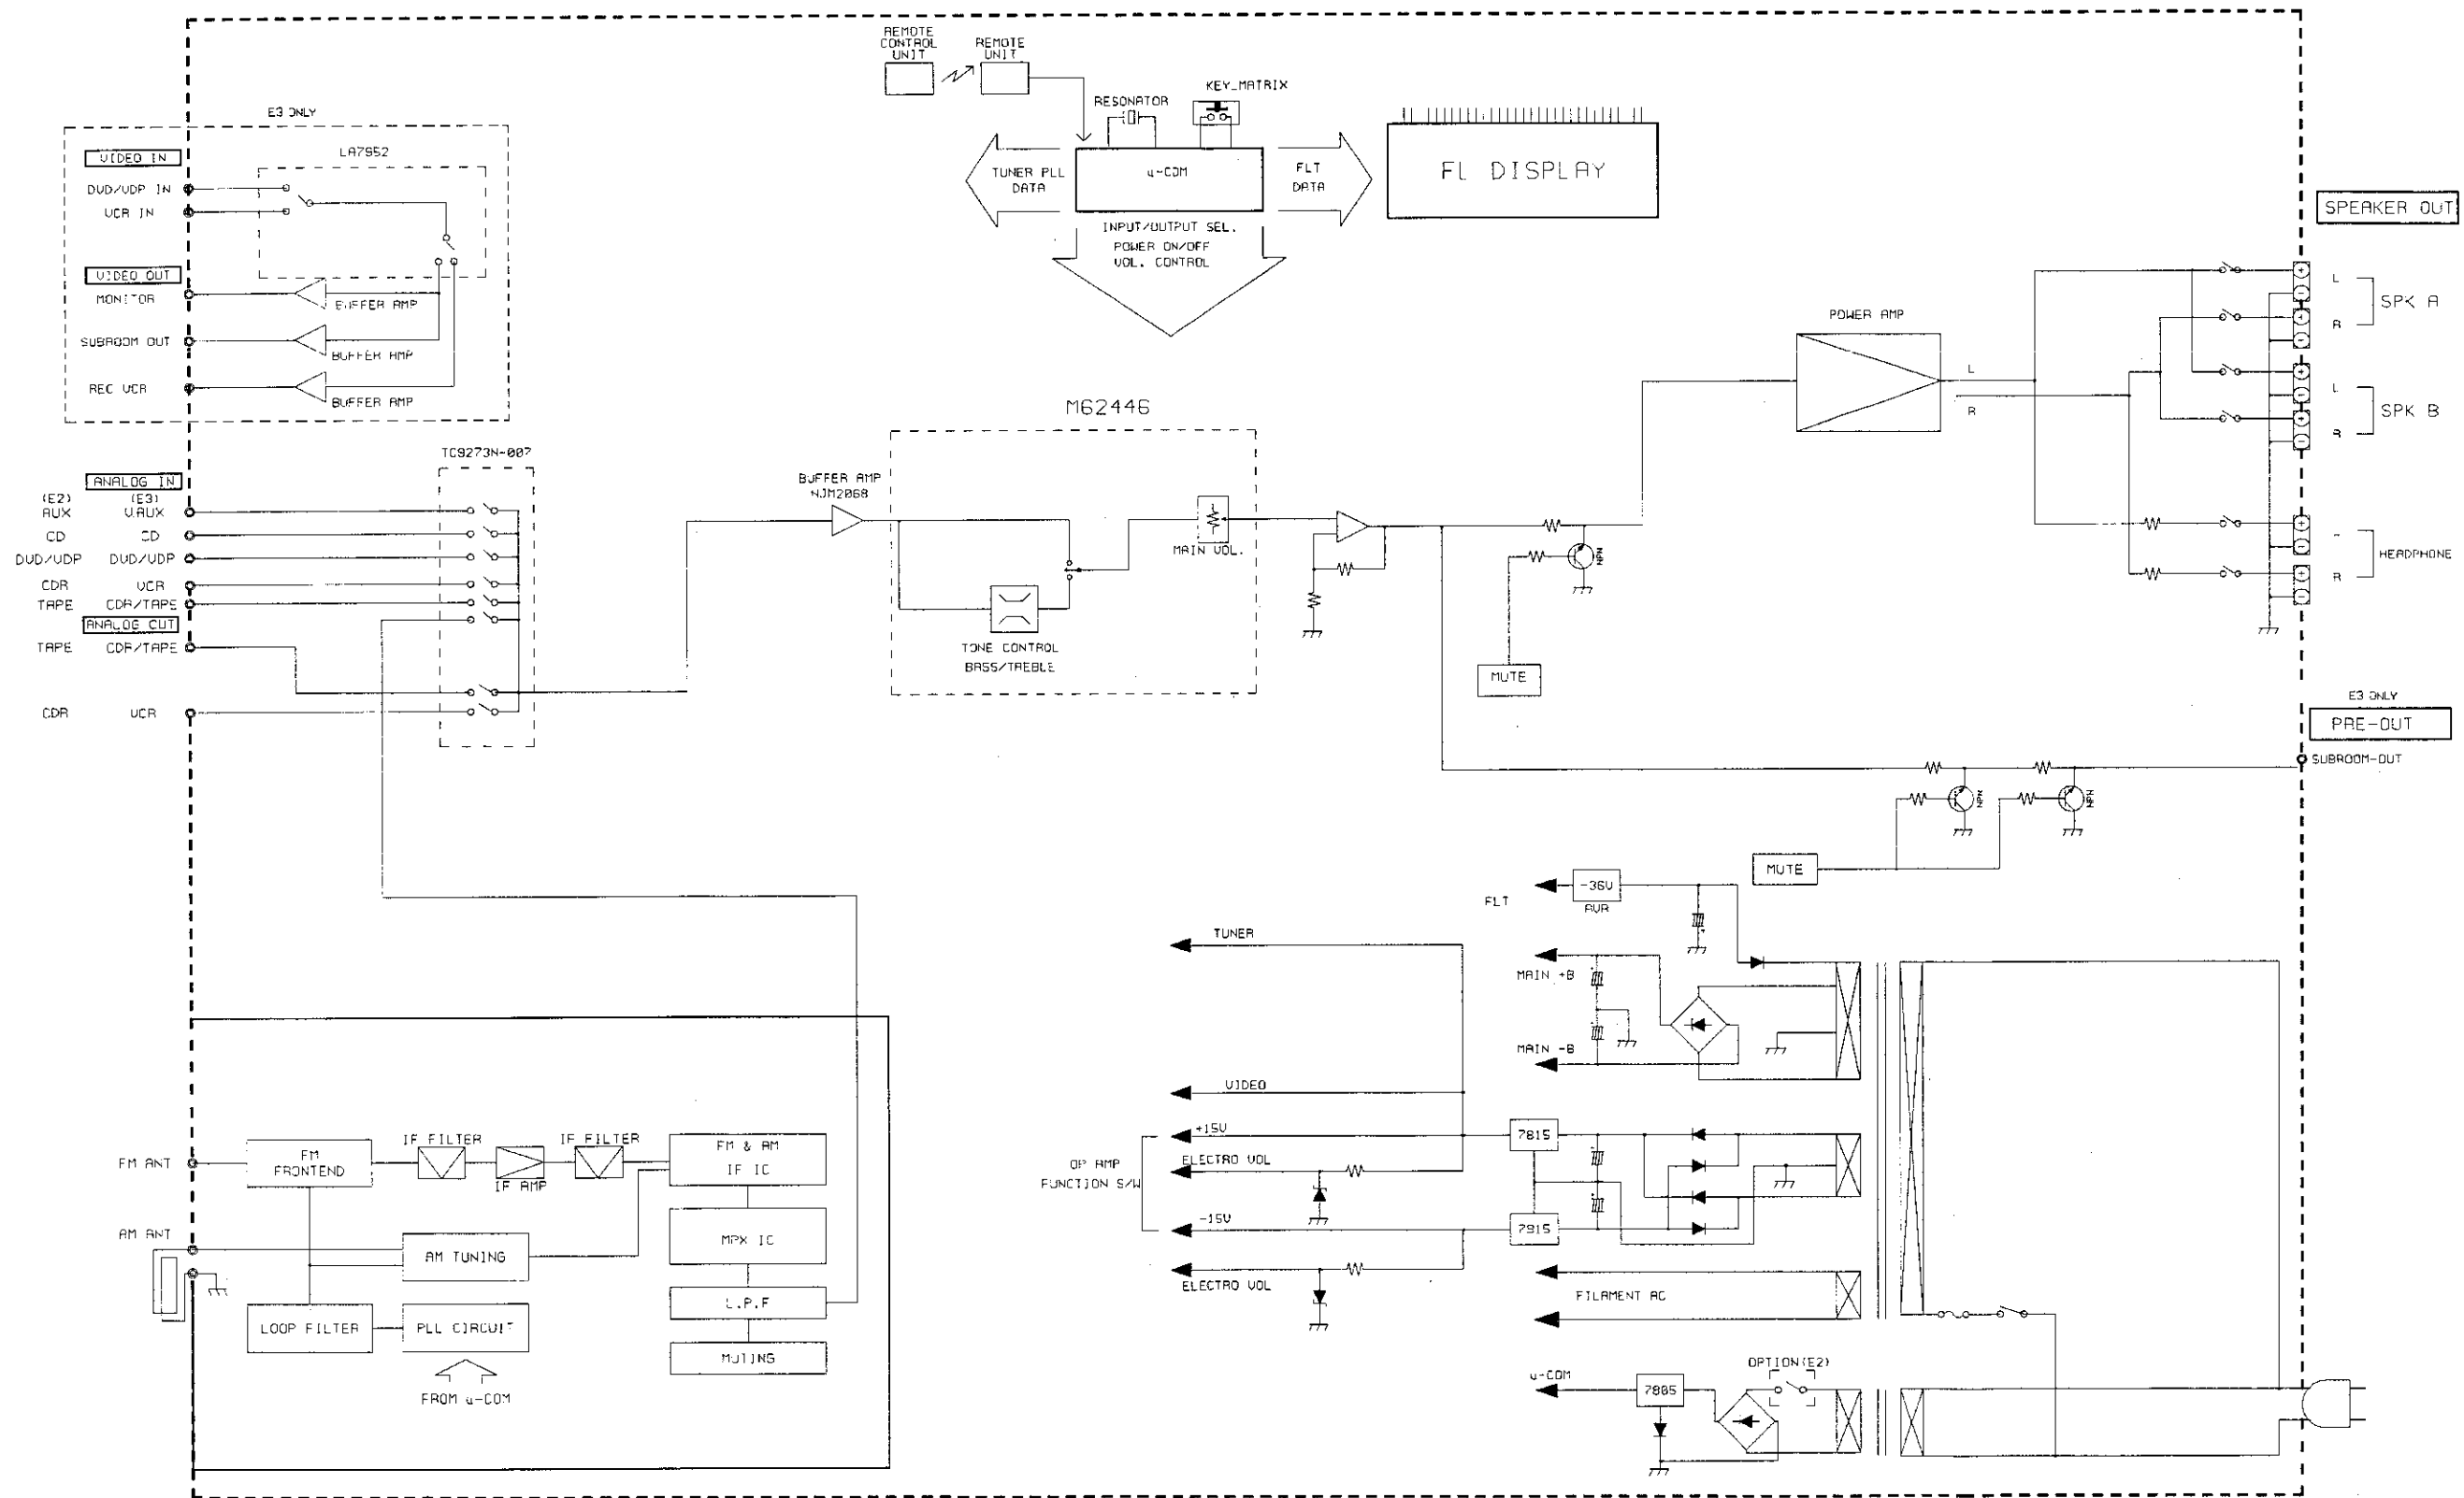 REMOTE
CONTROL
UNIT
REMOTE
UNIT
KEY_MATRIX
RESONATOR
TUNER PLL
DATA
u-COM
FLT
DATA
FL DISPLAY
INPUT/OUTPUT SEL.
POWER ON/OFF
VOL. CONTROL
E3 ONLY
VIDEO IN
LA7952
DVD/VDP IN
VCR IN
VIDEO OUT
MONITOR
BUFFER AMP
SUBROOM OUT
BUFFER AMP
REC VCR
BUFFER AMP
SPEAKER OUT
POWER AMP
L
R
L
R
SPK A
L
R
SPK B
R
HEADPHONE
M62446
TC9273N-007
ANALOG IN
(E2)
(E3)
AUX
V.AUX
CD
CD
DVD/VDP
DVD/VDP
CDR
VCR
TAPE
CDR/TAPE
ANALOG OUT
TAPE
CDR/TAPE
CDR
VCR
BUFFER AMP
NJM2068
MAIN VOL.
TONE CONTROL
BASS/TREBLE
NPN
MUTE
E3 ONLY
PRE-OUT
SUBROOM-OUT
NPN
NPN
MUTE
FLT
-36V
AVR
TUNER
MAIN +B
MAIN -B
VIDEO
+15V
7815
ELECTRO VOL
OP AMP
FUNCTION S/W
-15V
7915
ELECTRO VOL
FILAMENT AC
OPTION(E2)
u-COM
7805
FM ANT
FM
FRONTEND
IF FILTER
IF AMP
IF FILTER
FM & AM
IF IC
AM ANT
AM TUNING
MPX IC
L.P.F
LOOP FILTER
PLL CIRCUIT
MUTING
FROM u-COM